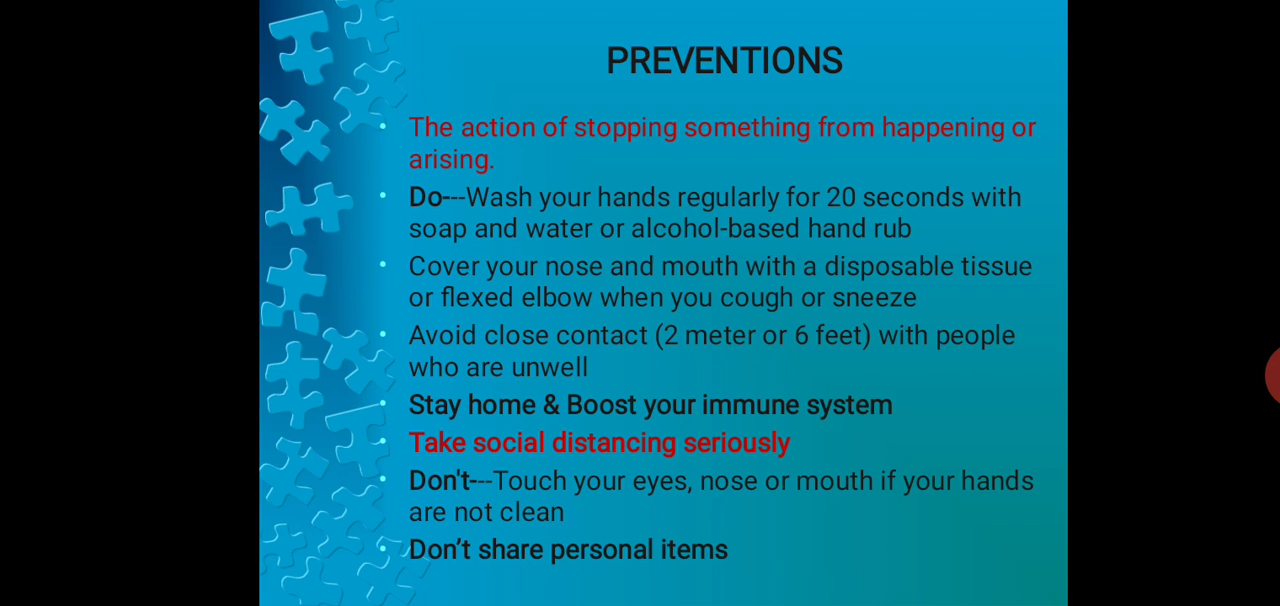 PREVENTIONS
• The action of stopping something from happening or
arising.
• Do---Wash your hands regularly for 20 seconds with
soap and water or alcohol-based hand rub
• Cover your nose and mouth with a disposable tissue
or flexed elbow when you cough or sneeze
• Avoid close contact (2 meter or 6 feet) with people
who are unwell
• Stay home & Boost your immune system
• Take social distancing seriously
• Don't---Touch your eyes, nose or mouth if your hands
are not clean
• Don’t share personal items